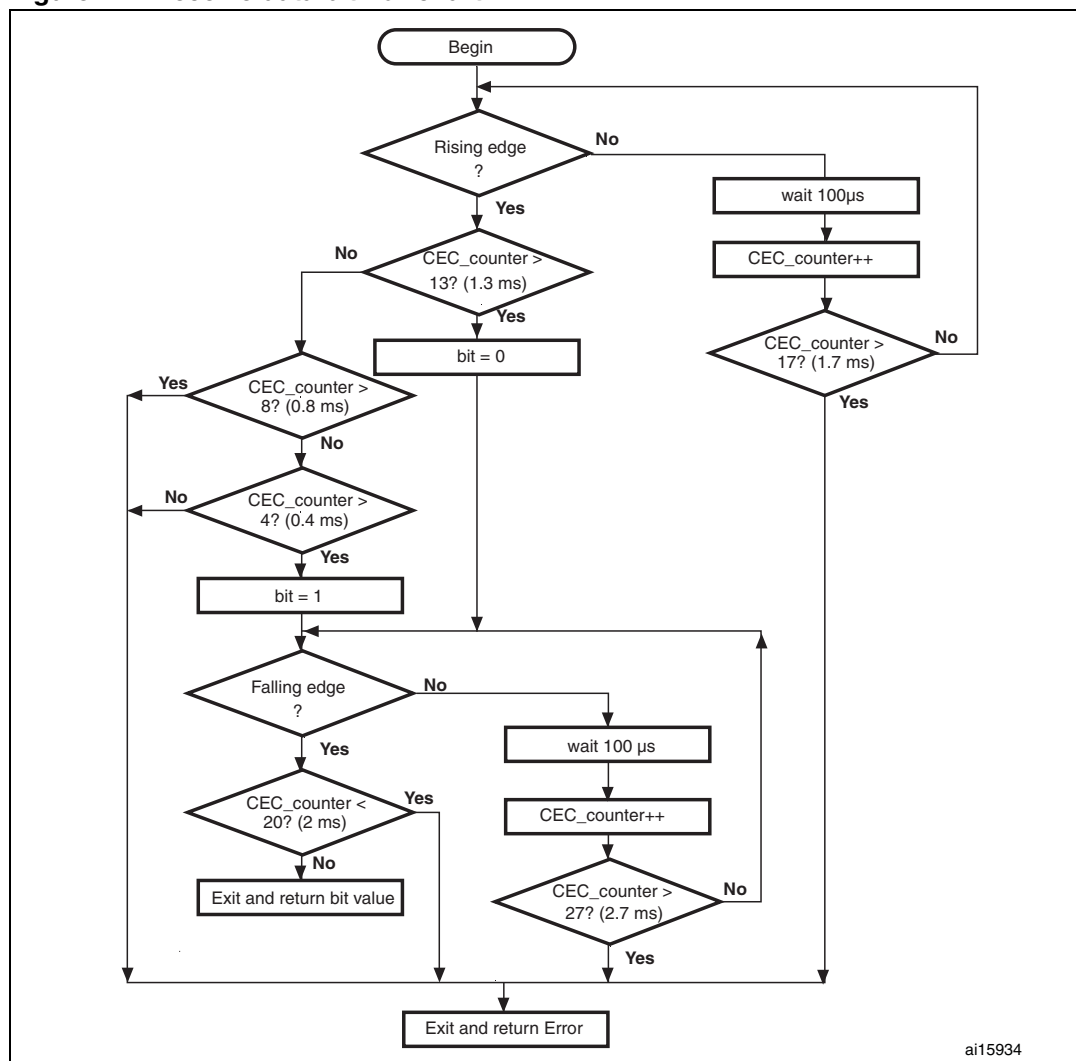 Begin
Rising edge
?
No
Yes
wait 100µs
CEC_counter++
CEC_counter >
17? (1.7 ms)
No
Yes
CEC_counter >
13? (1.3 ms)
No
Yes
bit = 0
CEC_counter >
8? (0.8 ms)
Yes
No
CEC_counter >
4? (0.4 ms)
No
Yes
bit = 1
Falling edge
?
No
Yes
wait 100 µs
CEC_counter++
CEC_counter >
27? (2.7 ms)
No
Yes
CEC_counter <
20? (2 ms)
Yes
No
Exit and return bit value
Exit and return Error
ai15934